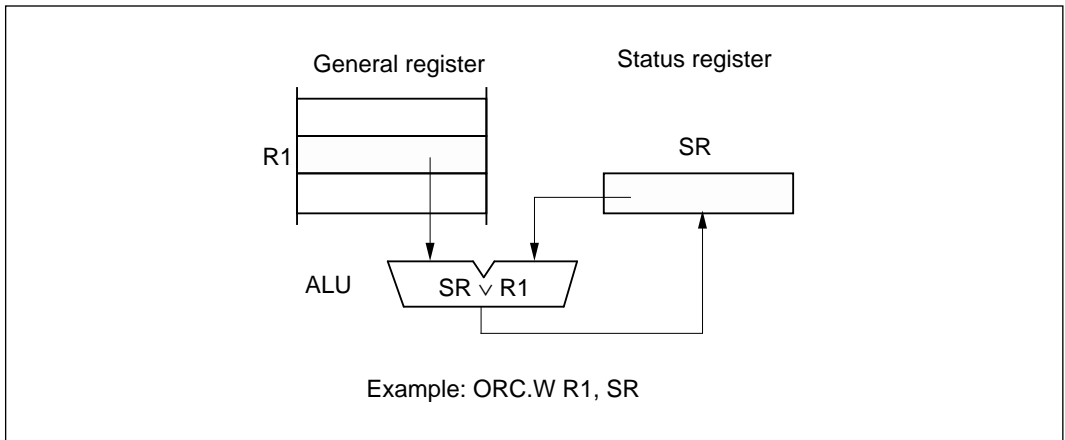 General register
Status register
R1
SR
ALU
SR ∨ R1
Example: ORC.W R1, SR